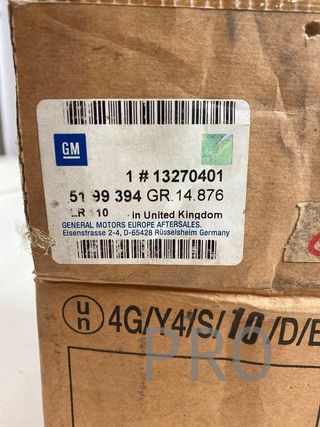 GM
1 # 13270401
51 99 394 GR.14.876
in United Kingdom
GENERAL MOTORS EUROPE AFTERSALES.
Eisenstrasse 2-4, D-65428 Rüsselsheim Germany
un 4G/Y4/S/10/D/E
PRO